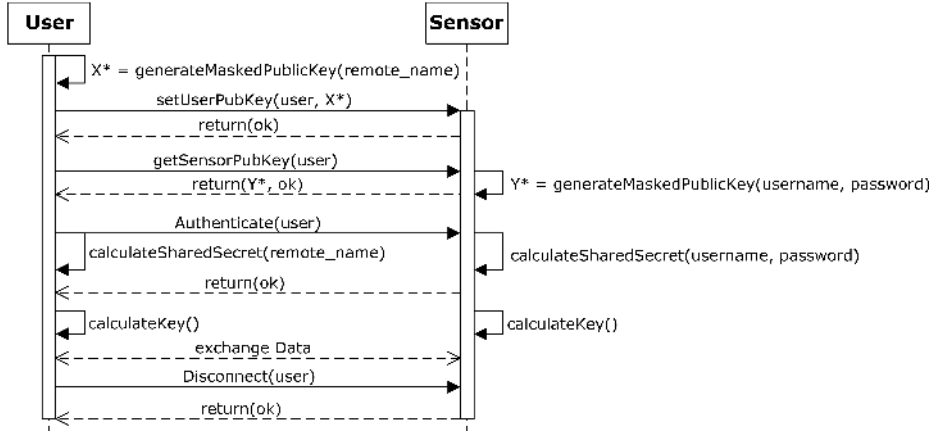 User
Sensor
X* = generateMaskedPublicKey(remote_name)
setUserPubKey(user, X*)
return(ok)
getSensorPubKey(user)
return(Y*, ok)
Y* = generateMaskedPublicKey(username, password)
Authenticate(user)
calculateSharedSecret(remote_name)
calculateSharedSecret(username, password)
return(ok)
calculateKey()
calculateKey()
exchange Data
Disconnect(user)
return(ok)